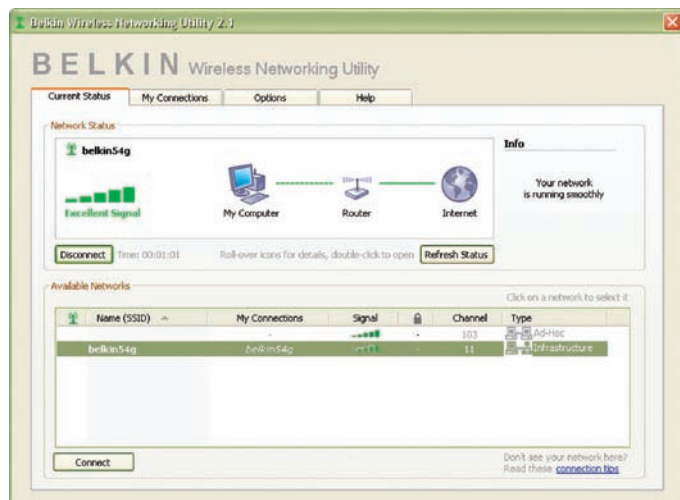 Belkin Wireless Networking Utility 2.1
BELKIN Wireless Networking Utility
Current Status My Connections Options Help
Network Status
belkin54g
Excellent Signal
My Computer Router Internet
Info
Your network
is running smoothly
Disconnect Time: 00:01:01 Roll-over icons for details, double-click to open Refresh Status
Available Networks
Click on a network to select it
Name (SSID) My Connections Signal Channel Type
- - 103 Ad-Hoc
belkin54g belkin54g - 11 Infrastructure
Connect
Don't see your network here?
Read these connection tips